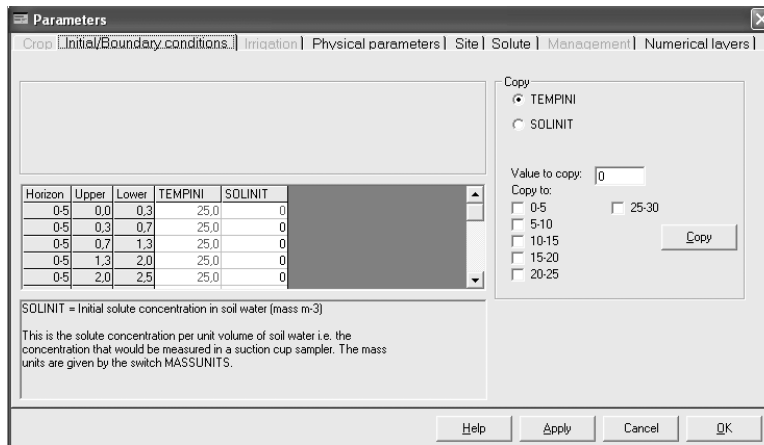 Parameters
Crop Initial/Boundary conditions Irrigation Physical parameters Site Solute Management Numerical layers
Copy
TEMPINI
SOLINIT
Value to copy: 0
Copy to:
0-5 25-30
5-10
10-15
15-20
20-25
Copy
Horizon Upper Lower TEMPINI SOLINIT
0-5 0,0 0,3 25,0 0
0-5 0,3 0,7 25,0 0
0-5 0,7 1,3 25,0 0
0-5 1,3 2,0 25,0 0
0-5 2,0 2,5 25,0 0
SOLINIT = Initial solute concentration in soil water (mass m-3)
This is the solute concentration per unit volume of soil water i.e. the
concentration that would be measured in a suction cup sampler. The mass
units are given by the switch MASSUNITS.
Help Apply Cancel OK